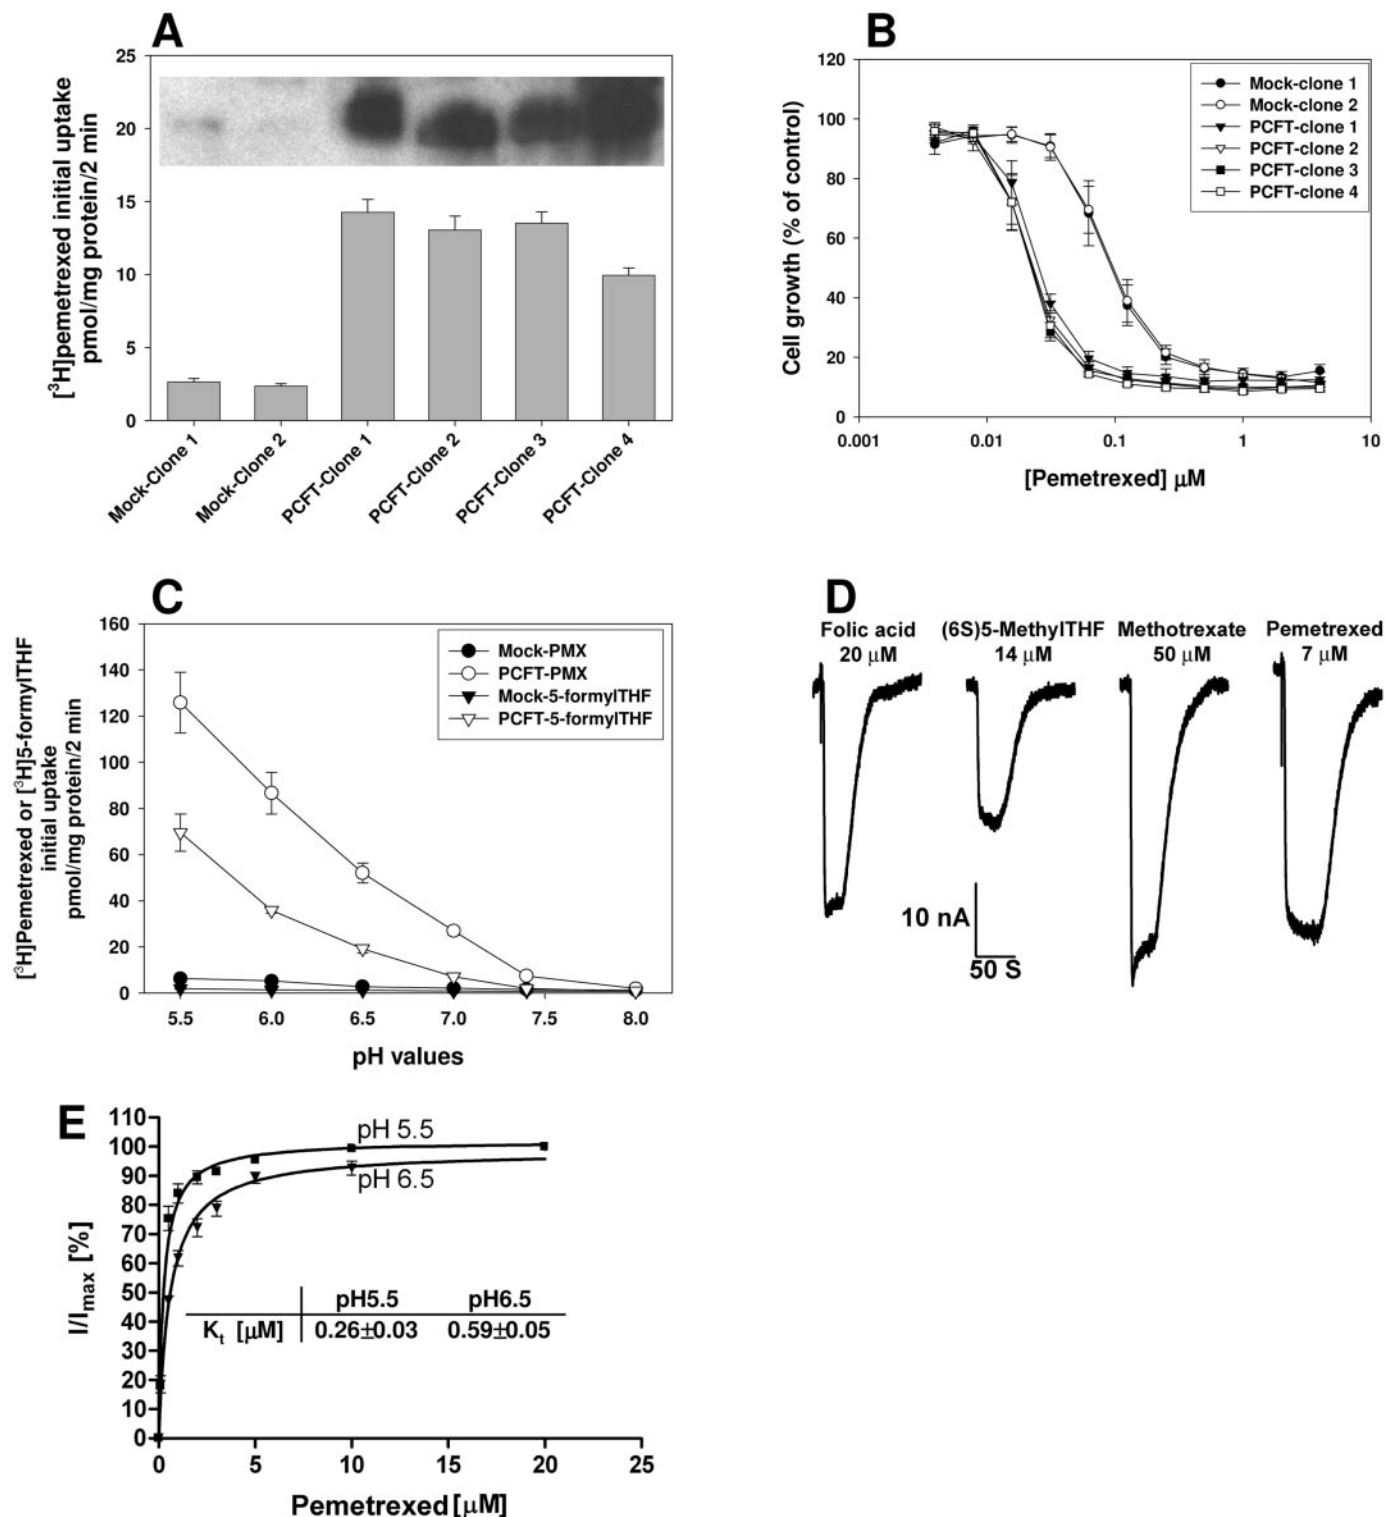 A
[³H]pemetrexed initial uptake
pmol/mg protein/2 min
25
20
15
10
5
0
Mock-Clone 1
Mock-Clone 2
PCFT-Clone 1
PCFT-Clone 2
PCFT-Clone 3
PCFT-Clone 4
B
Cell growth (% of control)
120
100
80
60
40
20
0
Mock-clone 1
Mock-clone 2
PCFT-clone 1
PCFT-clone 2
PCFT-clone 3
PCFT-clone 4
0.001
0.01
0.1
1
10
[Pemetrexed] μM
C
[³H]Pemetrexed or [³H]5-formylTHF
initial uptake
pmol/mg protein/2 min
160
140
120
100
80
60
40
20
0
Mock-PMX
PCFT-PMX
Mock-5-formylTHF
PCFT-5-formylTHF
5.5
6.0
6.5
7.0
7.5
8.0
pH values
D
Folic acid
20 μM
(6S)5-MethylTHF
14 μM
Methotrexate
50 μM
Pemetrexed
7 μM
10 nA
50 S
E
I/Imax [%]
110
100
90
80
70
60
50
40
30
20
10
0
pH 5.5
pH 6.5
pH5.5 pH6.5
Kt [μM] 0.26±0.03 0.59±0.05
0
5
10
15
20
25
Pemetrexed [μM]